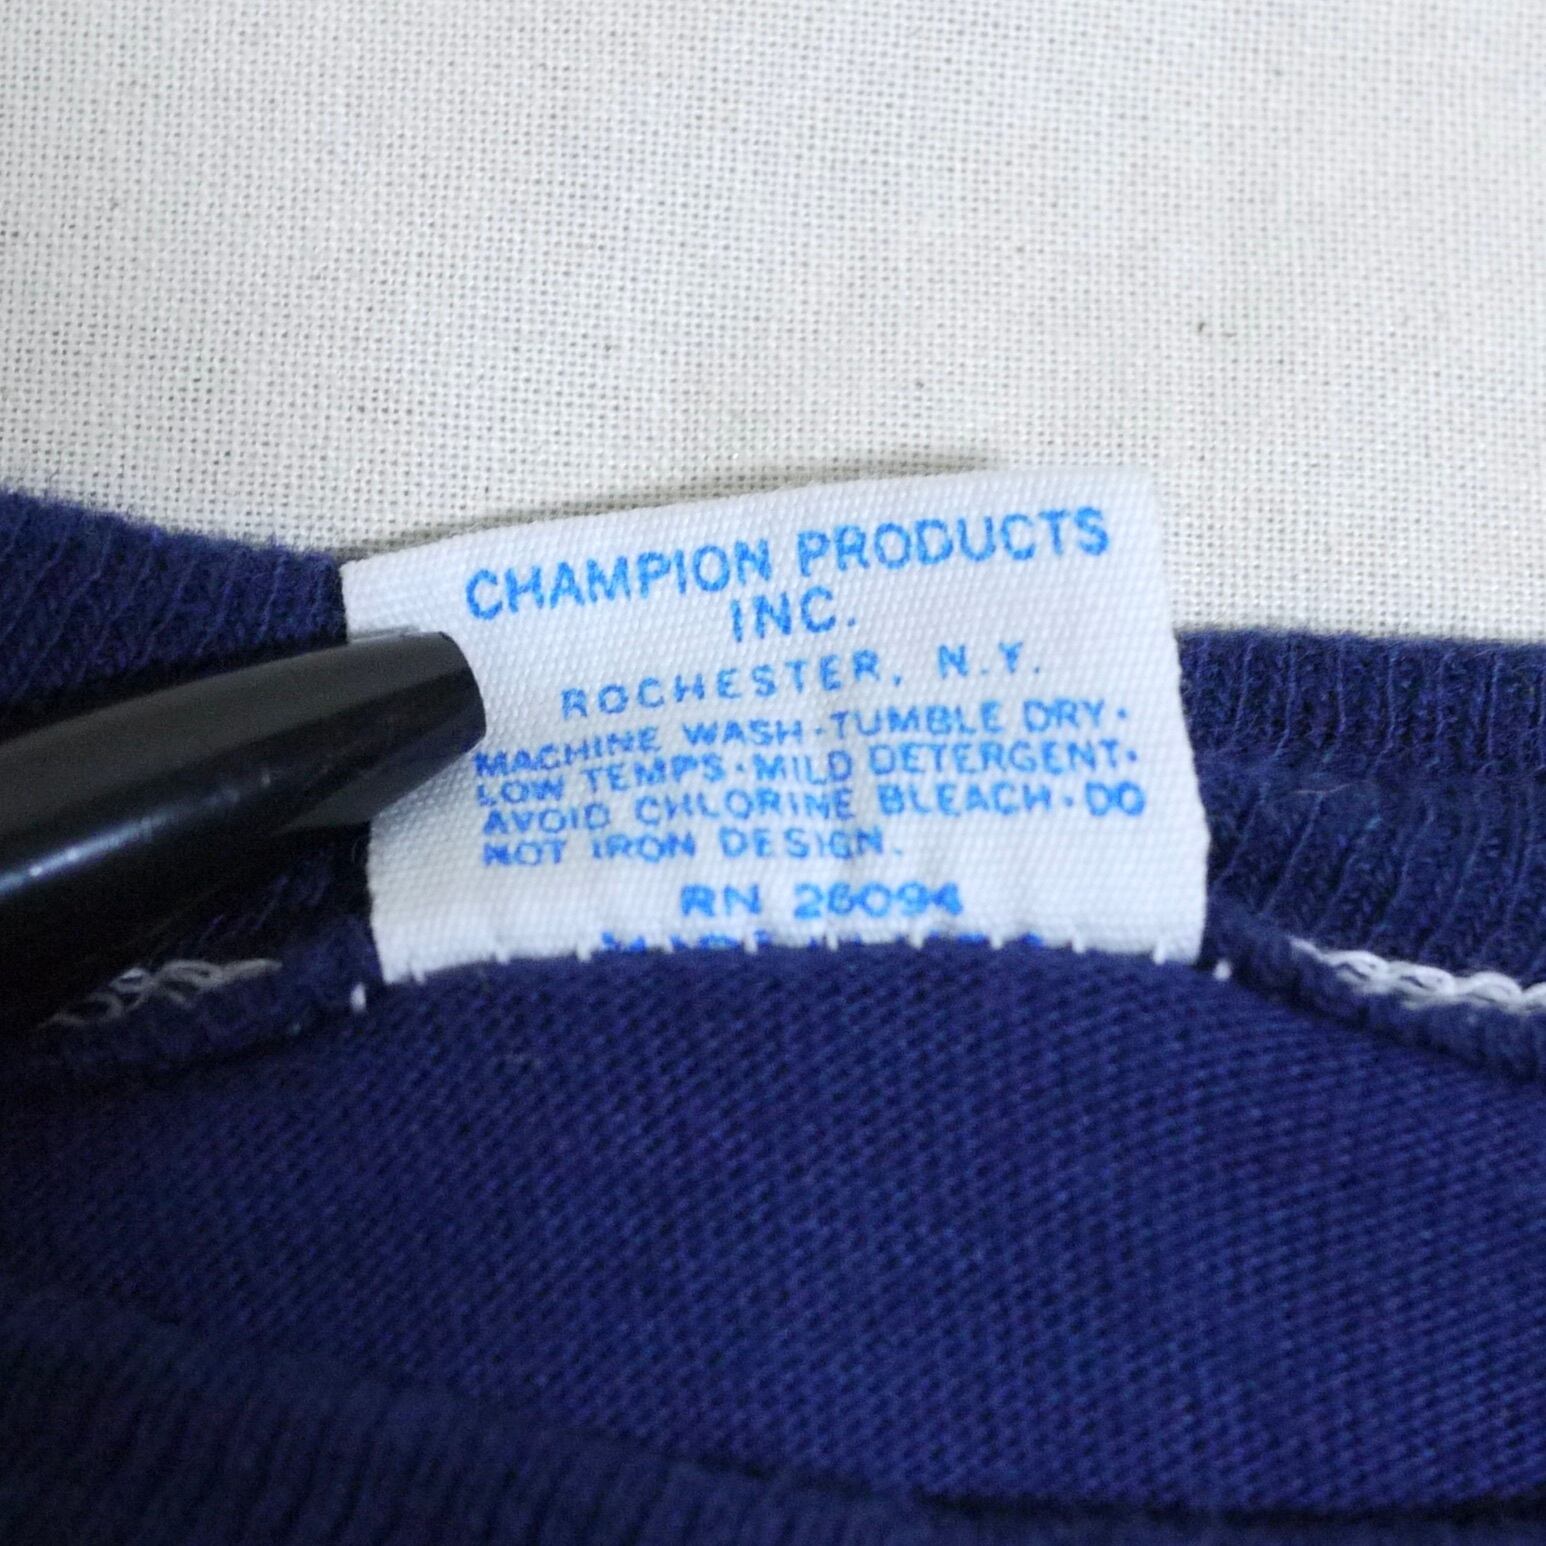 CHAMPION PRODUCTS
INC.
ROCHESTER, N.Y.
MACHINE WASH·TUMBLE DRY·
LOW TEMPS·MILD DETERGENT·
AVOID CHLORINE BLEACH·DO
NOT IRON DESIGN.
RN 26094